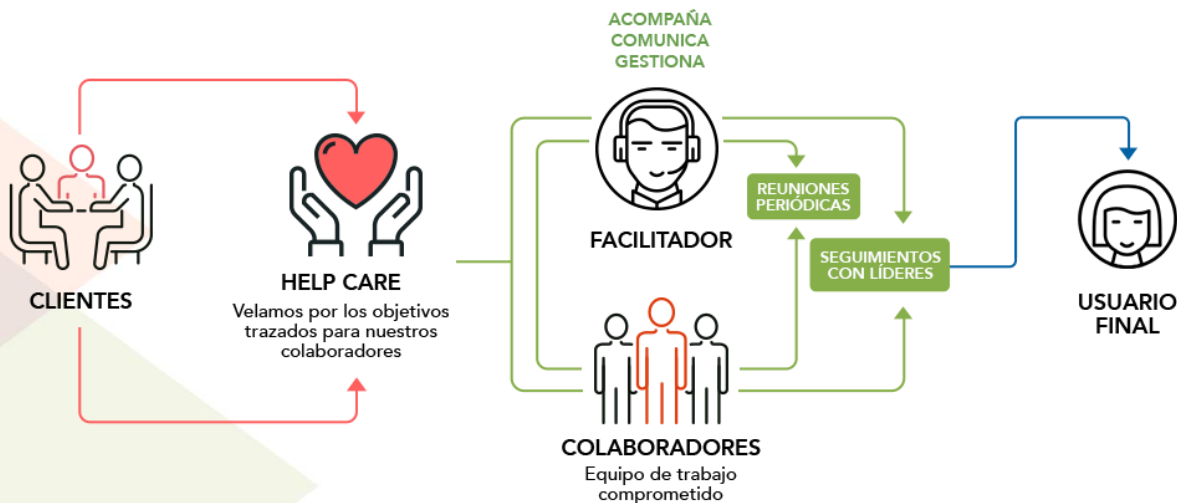 CLIENTES
HELP CARE
Velamos por los objetivos
trazados para nuestros
colaboradores
ACOMPAÑA
COMUNICA
GESTIONA
FACILITADOR
REUNIONES
PERIÓDICAS
SEGUIMIENTOS
CON LÍDERES
COLABORADORES
Equipo de trabajo
comprometido
USUARIO
FINAL